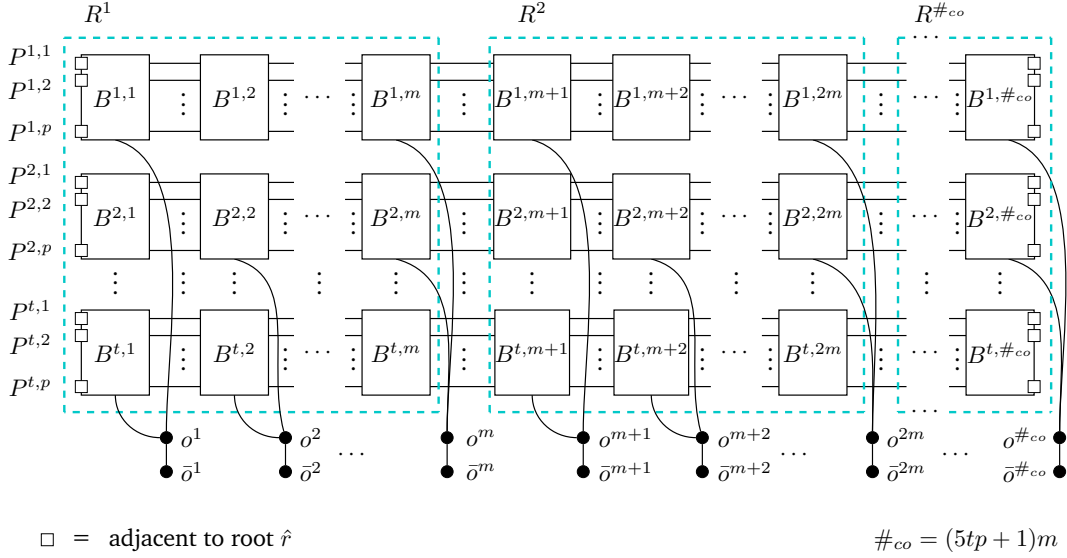 R^1 R^2 R^{#_{co}}
...
P^{1,1}
P^{1,2} B^{1,1} ⋮ B^{1,2} ⋮ ... ⋮ B^{1,m} ⋮ B^{1,m+1} ⋮ B^{1,m+2} ⋮ ... ⋮ B^{1,2m} ⋮ B^{1,#_{co}}
P^{1,p}
P^{2,1}
P^{2,2} B^{2,1} ⋮ B^{2,2} ⋮ ... ⋮ B^{2,m} ⋮ B^{2,m+1} ⋮ B^{2,m+2} ⋮ ... ⋮ B^{2,2m} ⋮ B^{2,#_{co}}
P^{2,p}
⋮ ⋮ ⋮ ⋮ ⋮ ⋮ ⋮ ⋮ ⋮ ⋮ ⋮ ⋮ ⋮
P^{t,1}
P^{t,2} B^{t,1} ⋮ B^{t,2} ⋮ ... ⋮ B^{t,m} ⋮ B^{t,m+1} ⋮ B^{t,m+2} ⋮ ... ⋮ B^{t,2m} ⋮ B^{t,#_{co}}
P^{t,p}
...
o^1 o^2 o^m o^{m+1} o^{m+2} o^{2m} o^{#_{co}}
... ... ...
ō^1 ō^2 ō^m ō^{m+1} ō^{m+2} ō^{2m} ō^{#_{co}}
□ = adjacent to root r̂ #_{co} = (5tp + 1)m